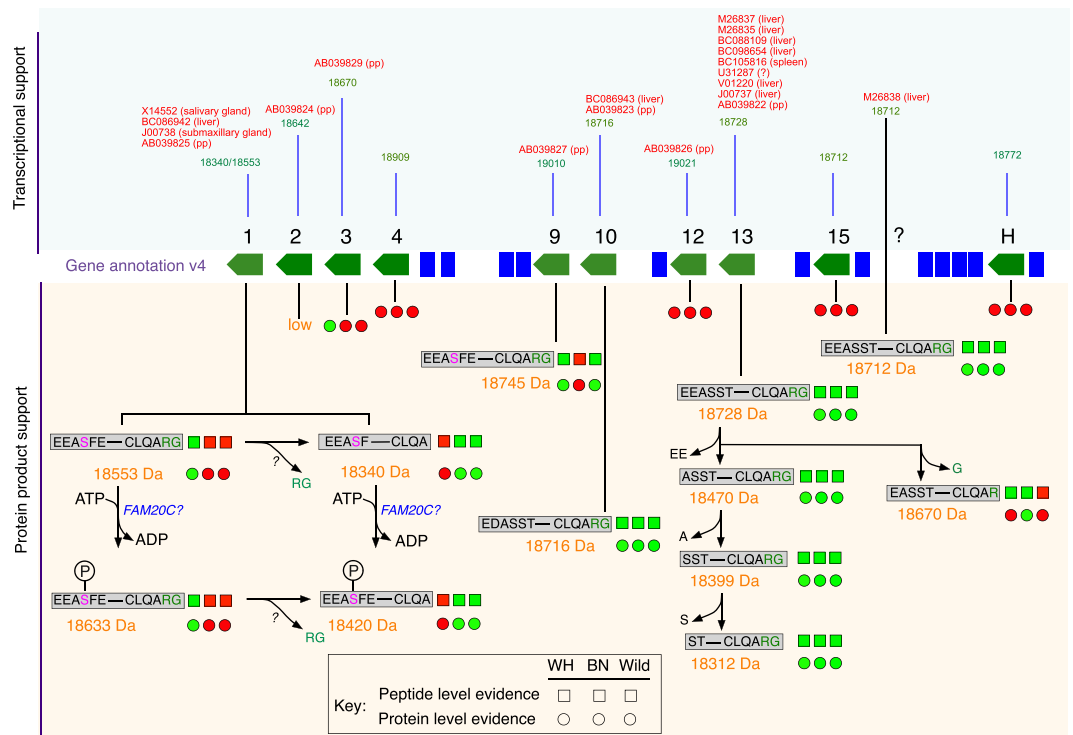 Transcriptional support
M26837 (liver)
M26835 (liver)
BC088109 (liver)
BC098654 (liver)
BC105816 (spleen)
U31287 (?)
V01220 (liver)
J00737 (liver)
AB039822 (pp)
18728
AB039829 (pp)
18670
X14552 (salivary gland)
BC086942 (liver)
J00738 (submaxillary gland)
AB039825 (pp)
18340/18553
AB039824 (pp)
18642
18909
BC086943 (liver)
AB039823 (pp)
18716
AB039827 (pp)
19010
AB039826 (pp)
19021
18712
M26838 (liver)
18712
18772
1 2 3 4 9 10 12 13 15 ? H
Gene annotation v4
Protein product support
low
EEASFE — CLQARG
18745 Da
EEASST — CLQARG
18712 Da
EEASST — CLQARG
18728 Da
EEASFE — CLQARG
18553 Da
?
RG
EEASF — CLQA
18340 Da
EE
ASST — CLQARG
18470 Da
G
EASST — CLQAR
18670 Da
ATP
FAM20C?
ADP
ATP
FAM20C?
ADP
EDASST — CLQARG
18716 Da
A
SST — CLQARG
18399 Da
P
EEASFE — CLQARG
18633 Da
?
RG
P
EEASFE — CLQA
18420 Da
S
ST — CLQARG
18312 Da
WH BN Wild
Key:
Peptide level evidence
Protein level evidence